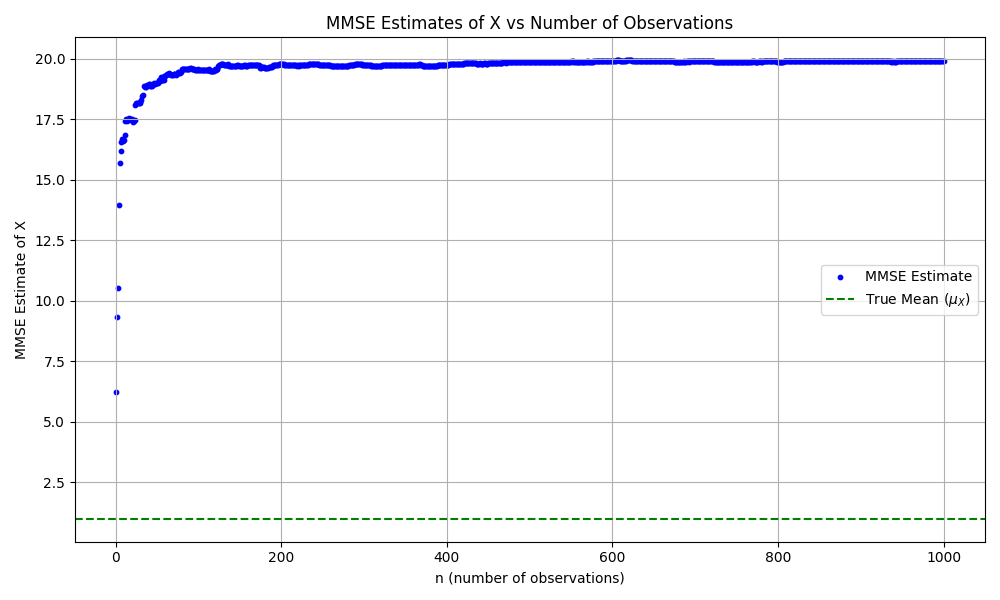 MMSE Estimates of X vs Number of Observations
MMSE Estimate of X
20.0
17.5
15.0
12.5
10.0
7.5
5.0
2.5
MMSE Estimate
True Mean (μ_X)
0 200 400 600 800 1000
n (number of observations)